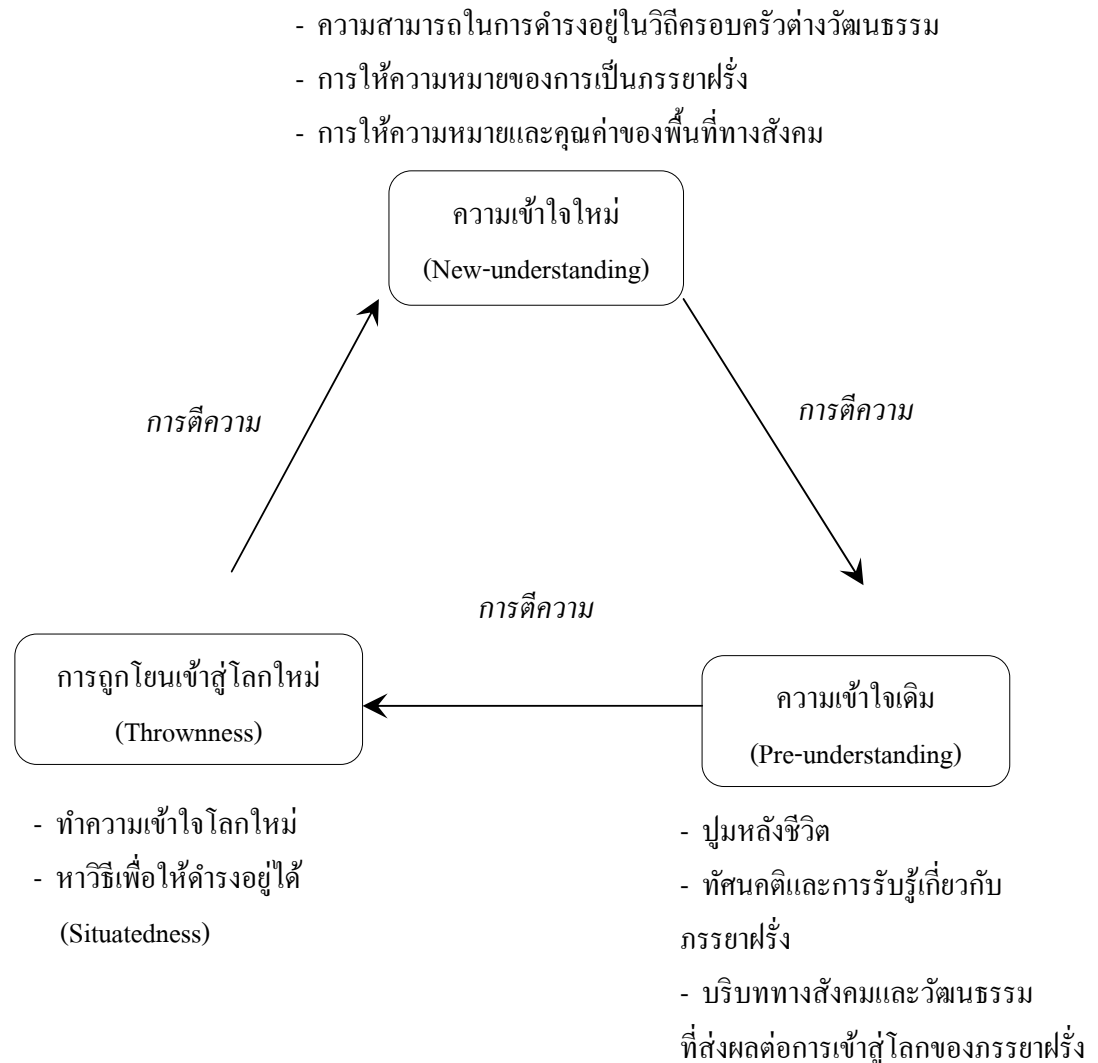 - ความสามารถในการดำรงอยู่ในวิถีครอบครัวต่างวัฒนธรรม
- การให้ความหมายของการเป็นภรรยาฝรั่ง
- การให้ความหมายและคุณค่าของพื้นที่ทางสังคม
ความเข้าใจใหม่
(New-understanding)
การตีความ
การตีความ
การตีความ
การถูกโยนเข้าสู่โลกใหม่
(Thrownness)
- ทำความเข้าใจโลกใหม่
- หาวิธีเพื่อให้ดำรงอยู่ได้
(Situatedness)
ความเข้าใจเดิม
(Pre-understanding)
- ปูมหลังชีวิต
- ทัศนคติและการรับรู้เกี่ยวกับ
ภรรยาฝรั่ง
- บริบททางสังคมและวัฒนธรรม
ที่ส่งผลต่อการเข้าสู่โลกของภรรยาฝรั่ง